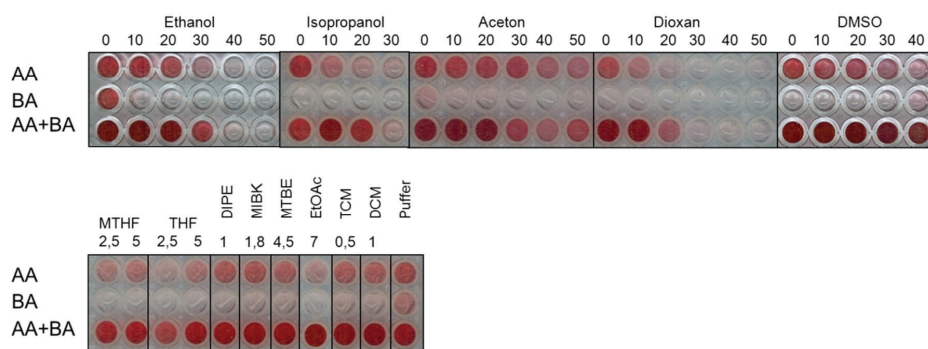 Ethanol Isopropanol Aceton Dioxan DMSO
0 10 20 30 40 50 0 10 20 30 0 10 20 30 40 50 0 10 20 30 40 50 0 10 20 30 40
AA
BA
AA+BA
DIPE MIBK MTBE EtOAc TCM DCM Puffer
MTHF THF
2,5 5 2,5 5 1 1,8 4,5 7 0,5 1
AA
BA
AA+BA